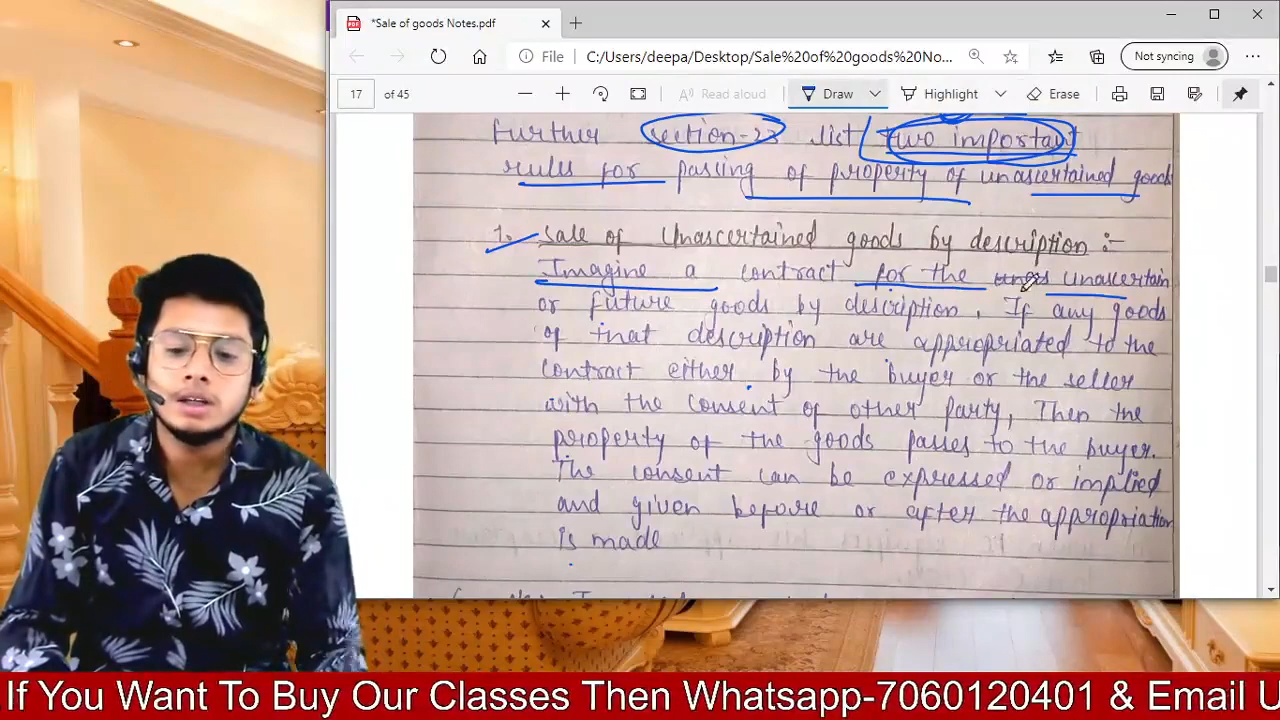 *Sale of goods Notes.pdf
File
C:/Users/deepa/Desktop/Sale%20of%20goods%20No...
Not syncing
17 of 45
Read aloud
Draw
Highlight
Erase
Further section-23 list two important
rules for passing of property of unascertained goods
1. Sale of Unascertained goods by description :-
Imagine a contract for the unascertain
or future goods by description. If any goods
of that description are appropriated to the
contract either by the buyer or the seller
with the consent of other party, Then the
property of the goods passes to the buyer.
The consent can be expressed or implied
and given before or after the appropriation
is made
If You Want To Buy Our Classes Then Whatsapp-7060120401 & Email U